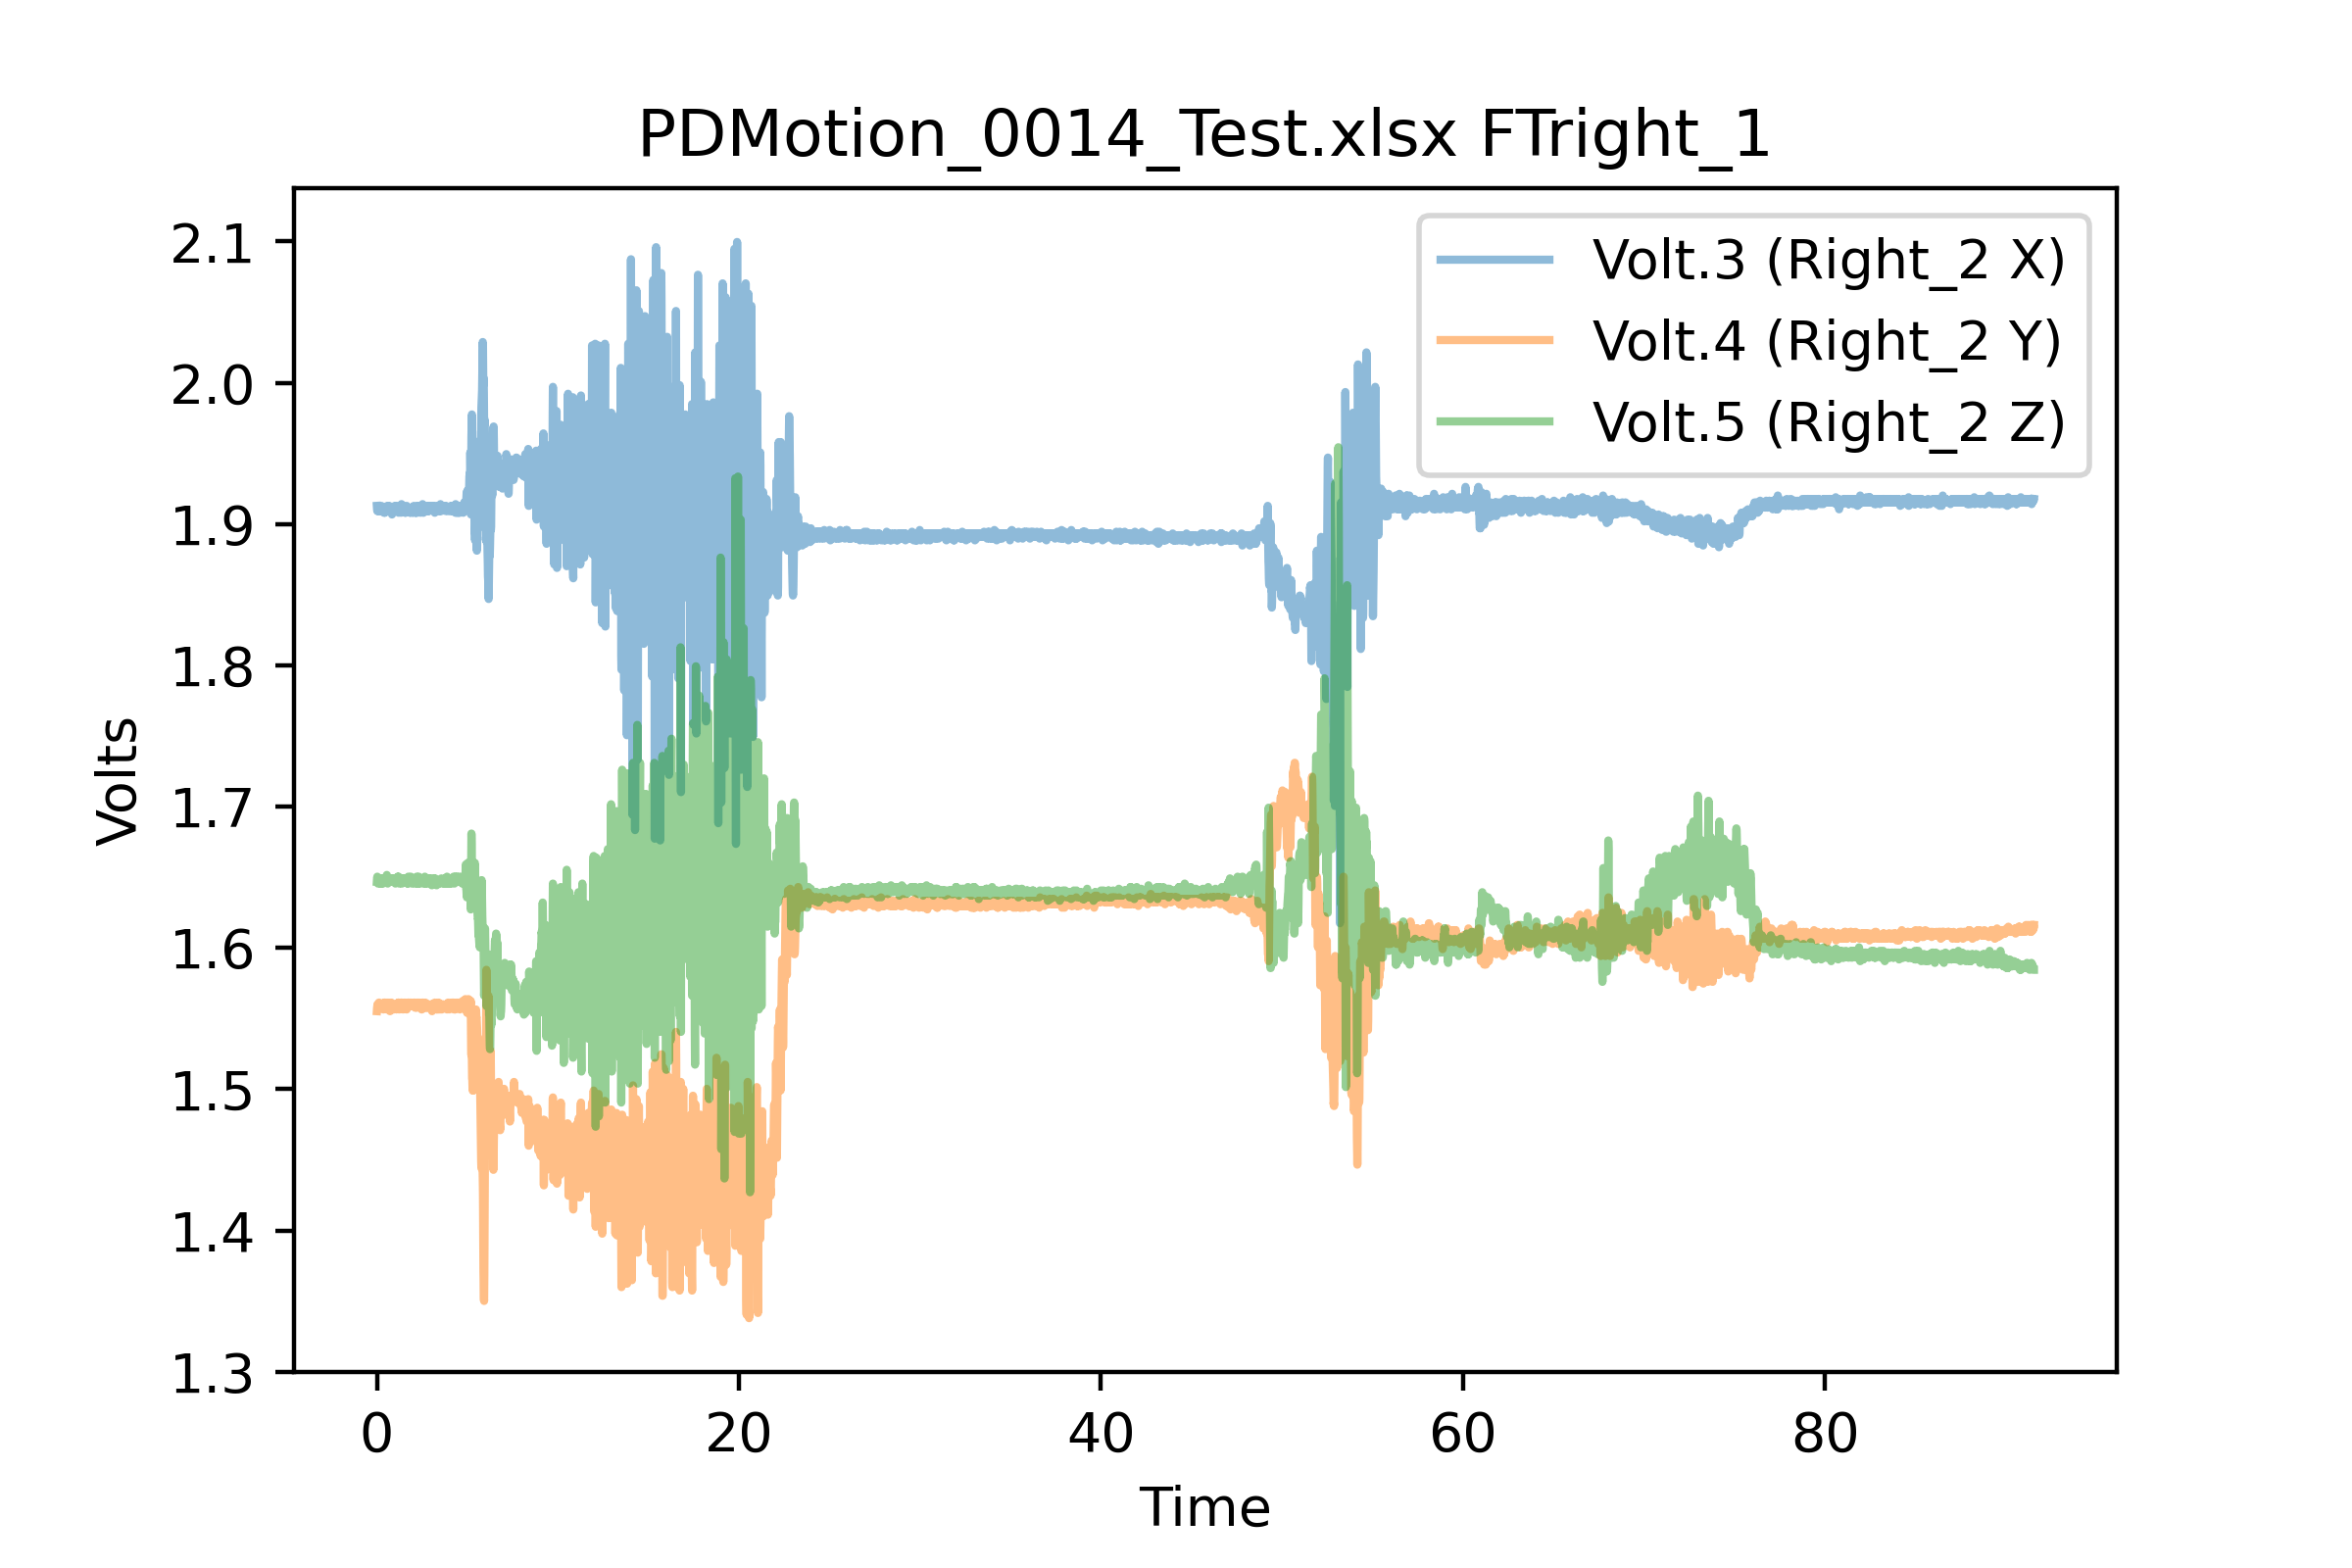 PDMotion_0014_Test.xlsx FTright_1
Volt.3 (Right_2 X)
Volt.4 (Right_2 Y)
Volt.5 (Right_2 Z)
Volts
2.1
2.0
1.9
1.8
1.7
1.6
1.5
1.4
1.3
0 20 40 60 80
Time